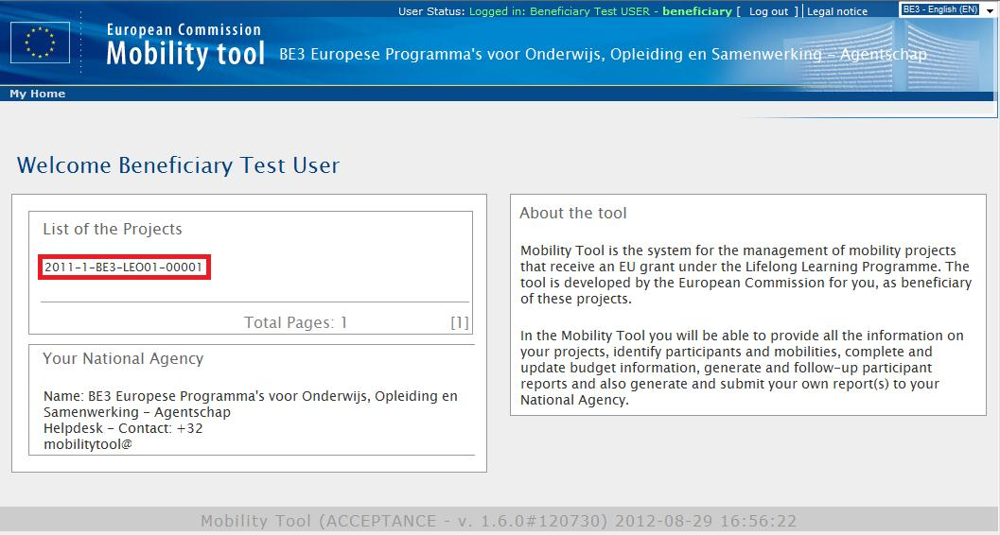 User Status: Logged in: Beneficiary Test USER - beneficiary [ Log out ] | Legal notice
BE3 - English (EN)
European Commission
Mobility tool
BE3 Europese Programma's voor Onderwijs, Opleiding en Samenwerking - Agentschap
My Home
Welcome Beneficiary Test User
List of the Projects
2011-1-BE3-LEO01-00001
Total Pages: 1 [1]
Your National Agency
Name: BE3 Europese Programma's voor Onderwijs, Opleiding en
Samenwerking - Agentschap
Helpdesk - Contact: +32
mobilitytool@
About the tool
Mobility Tool is the system for the management of mobility projects
that receive an EU grant under the Lifelong Learning Programme. The
tool is developed by the European Commission for you, as beneficiary
of these projects.
In the Mobility Tool you will be able to provide all the information on
your projects, identify participants and mobilities, complete and
update budget information, generate and follow-up participant
reports and also generate and submit your own report(s) to your
National Agency.
Mobility Tool (ACCEPTANCE - v. 1.6.0#120730) 2012-08-29 16:56:22